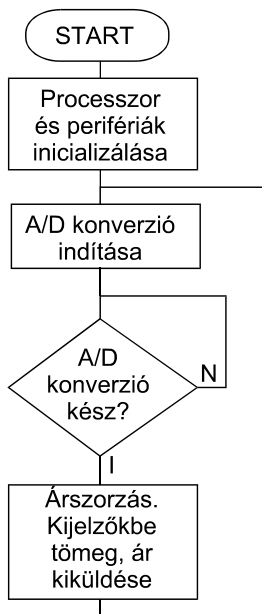 START
Processzor
és perifériák
inicializálása
A/D konverzió
indítása
A/D
konverzió
kész?
N
I
Árszorzás.
Kijelzőkbe
tömeg, ár
kiküldése